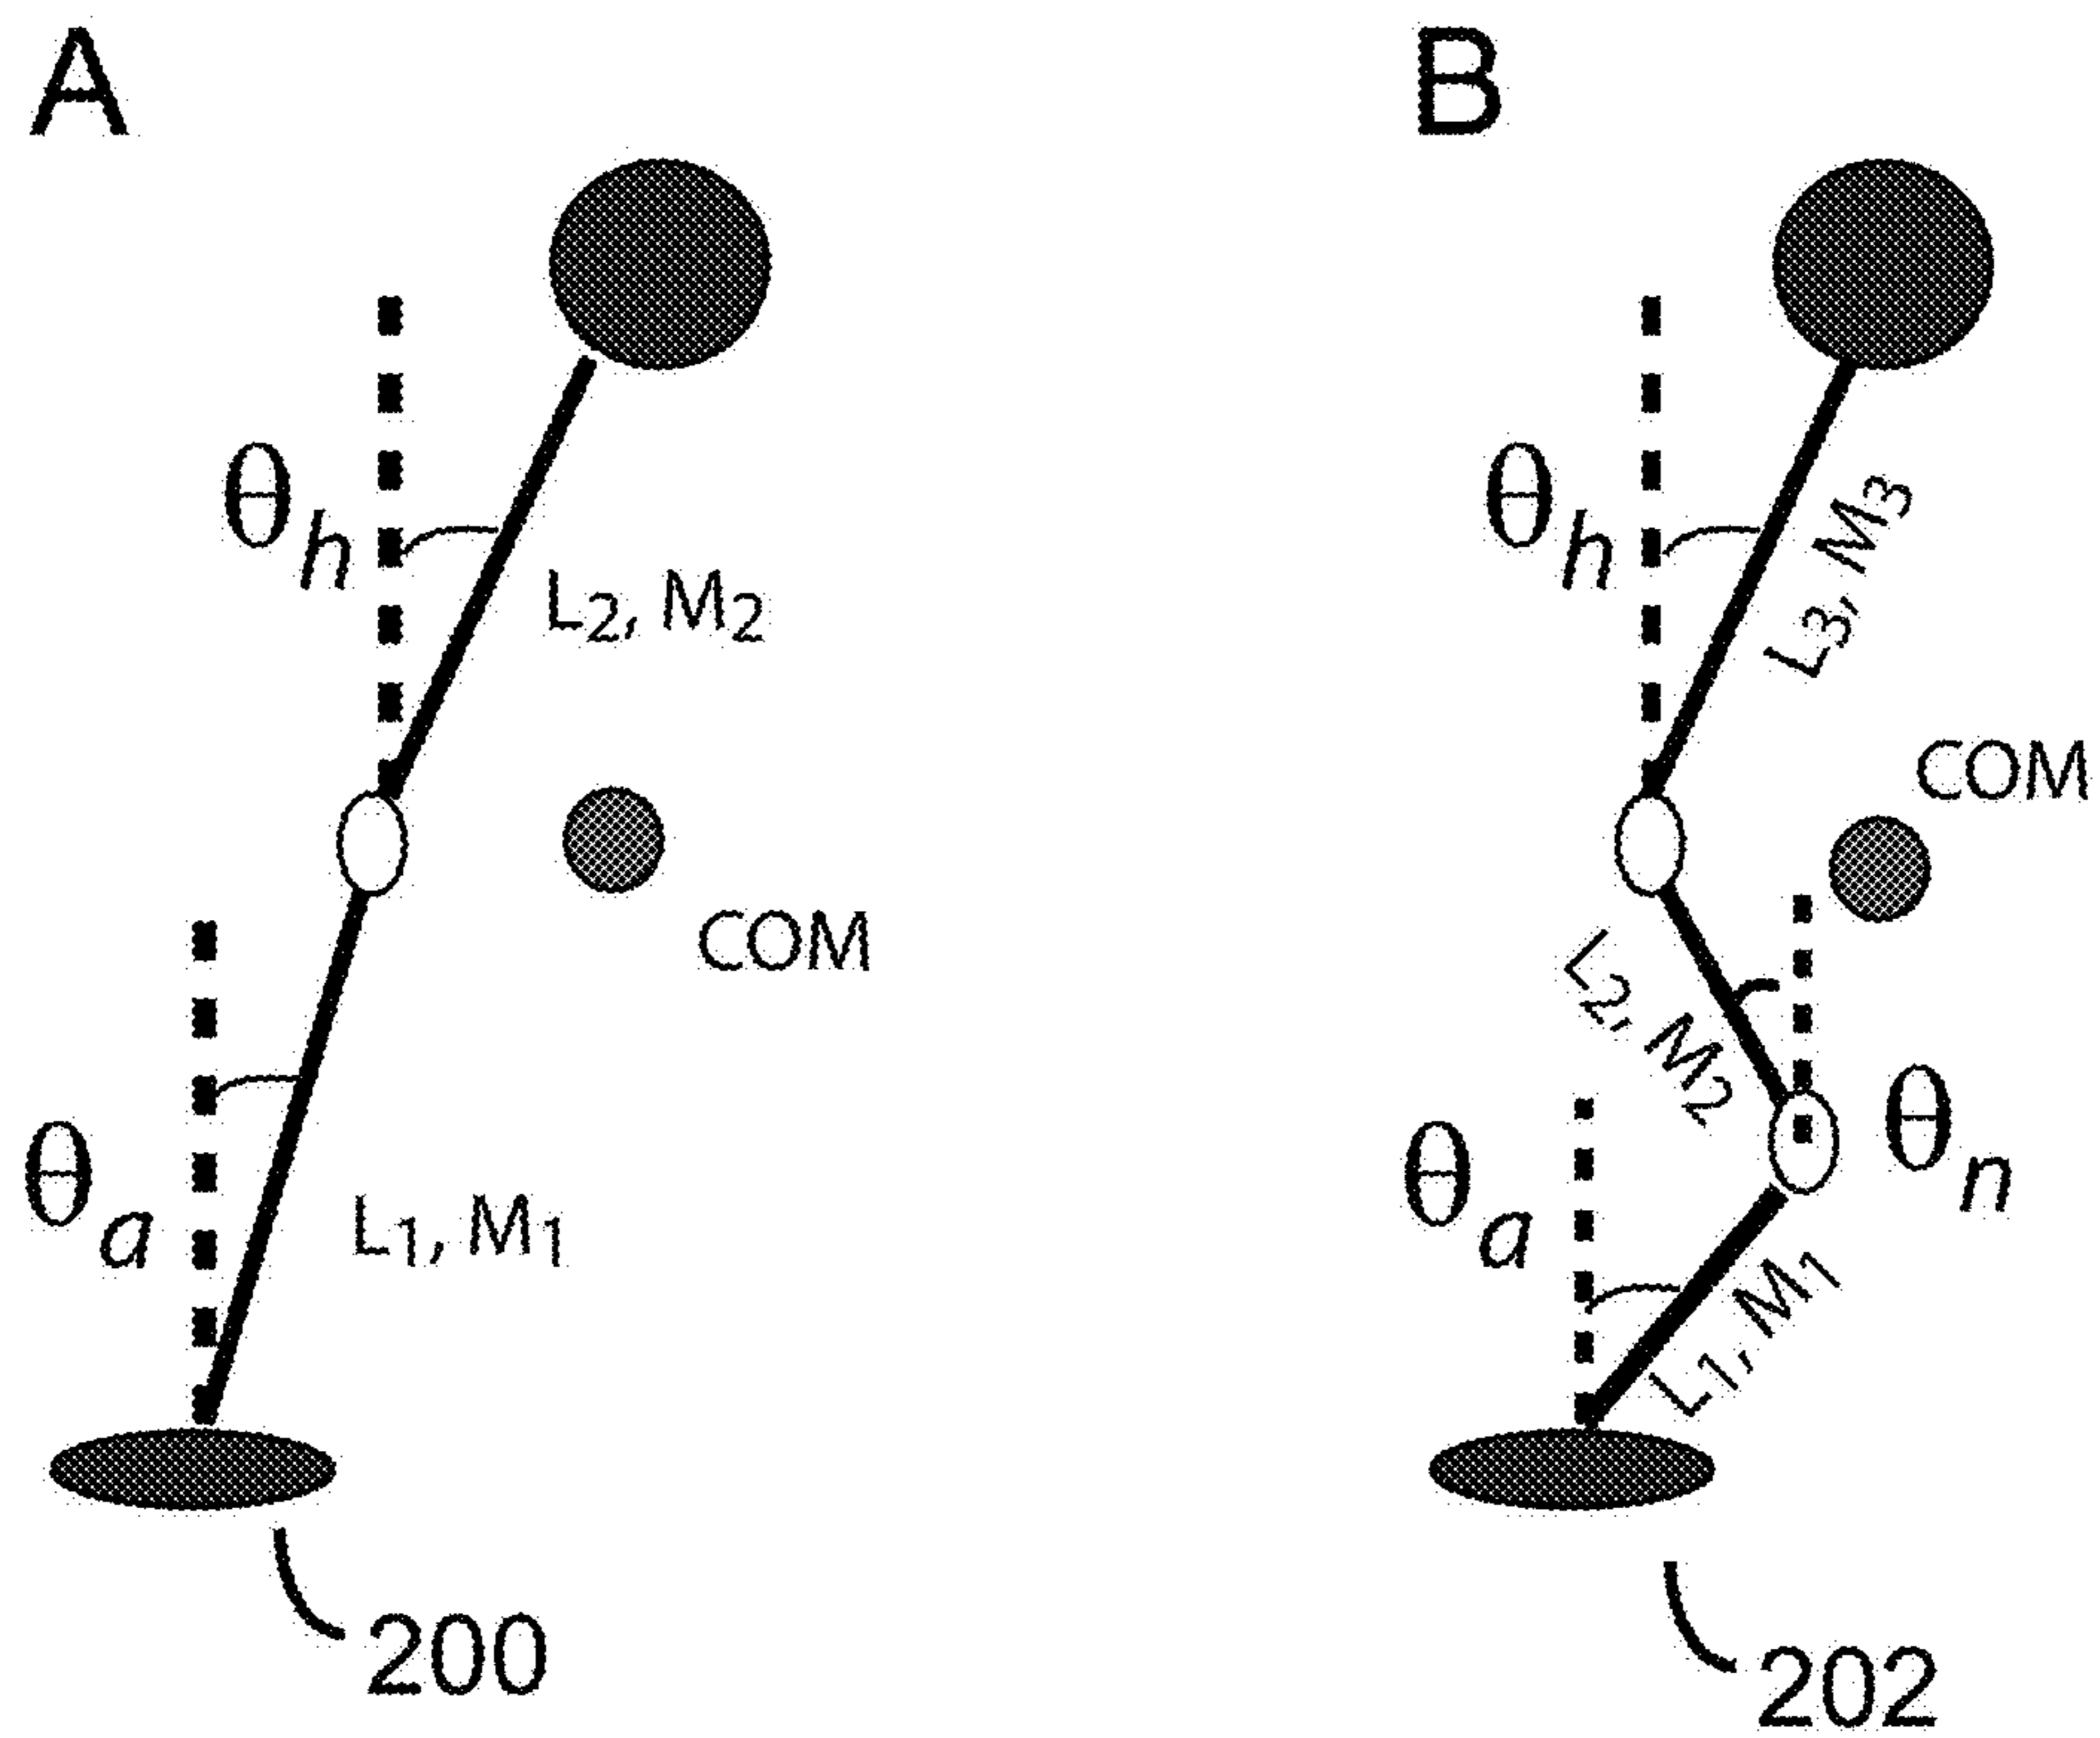 A
θh
L2, M2
COM
θa
L1, M1
200
B
θh
L3, M3
COM
L2, M2
θn
θa
L1, M1
202